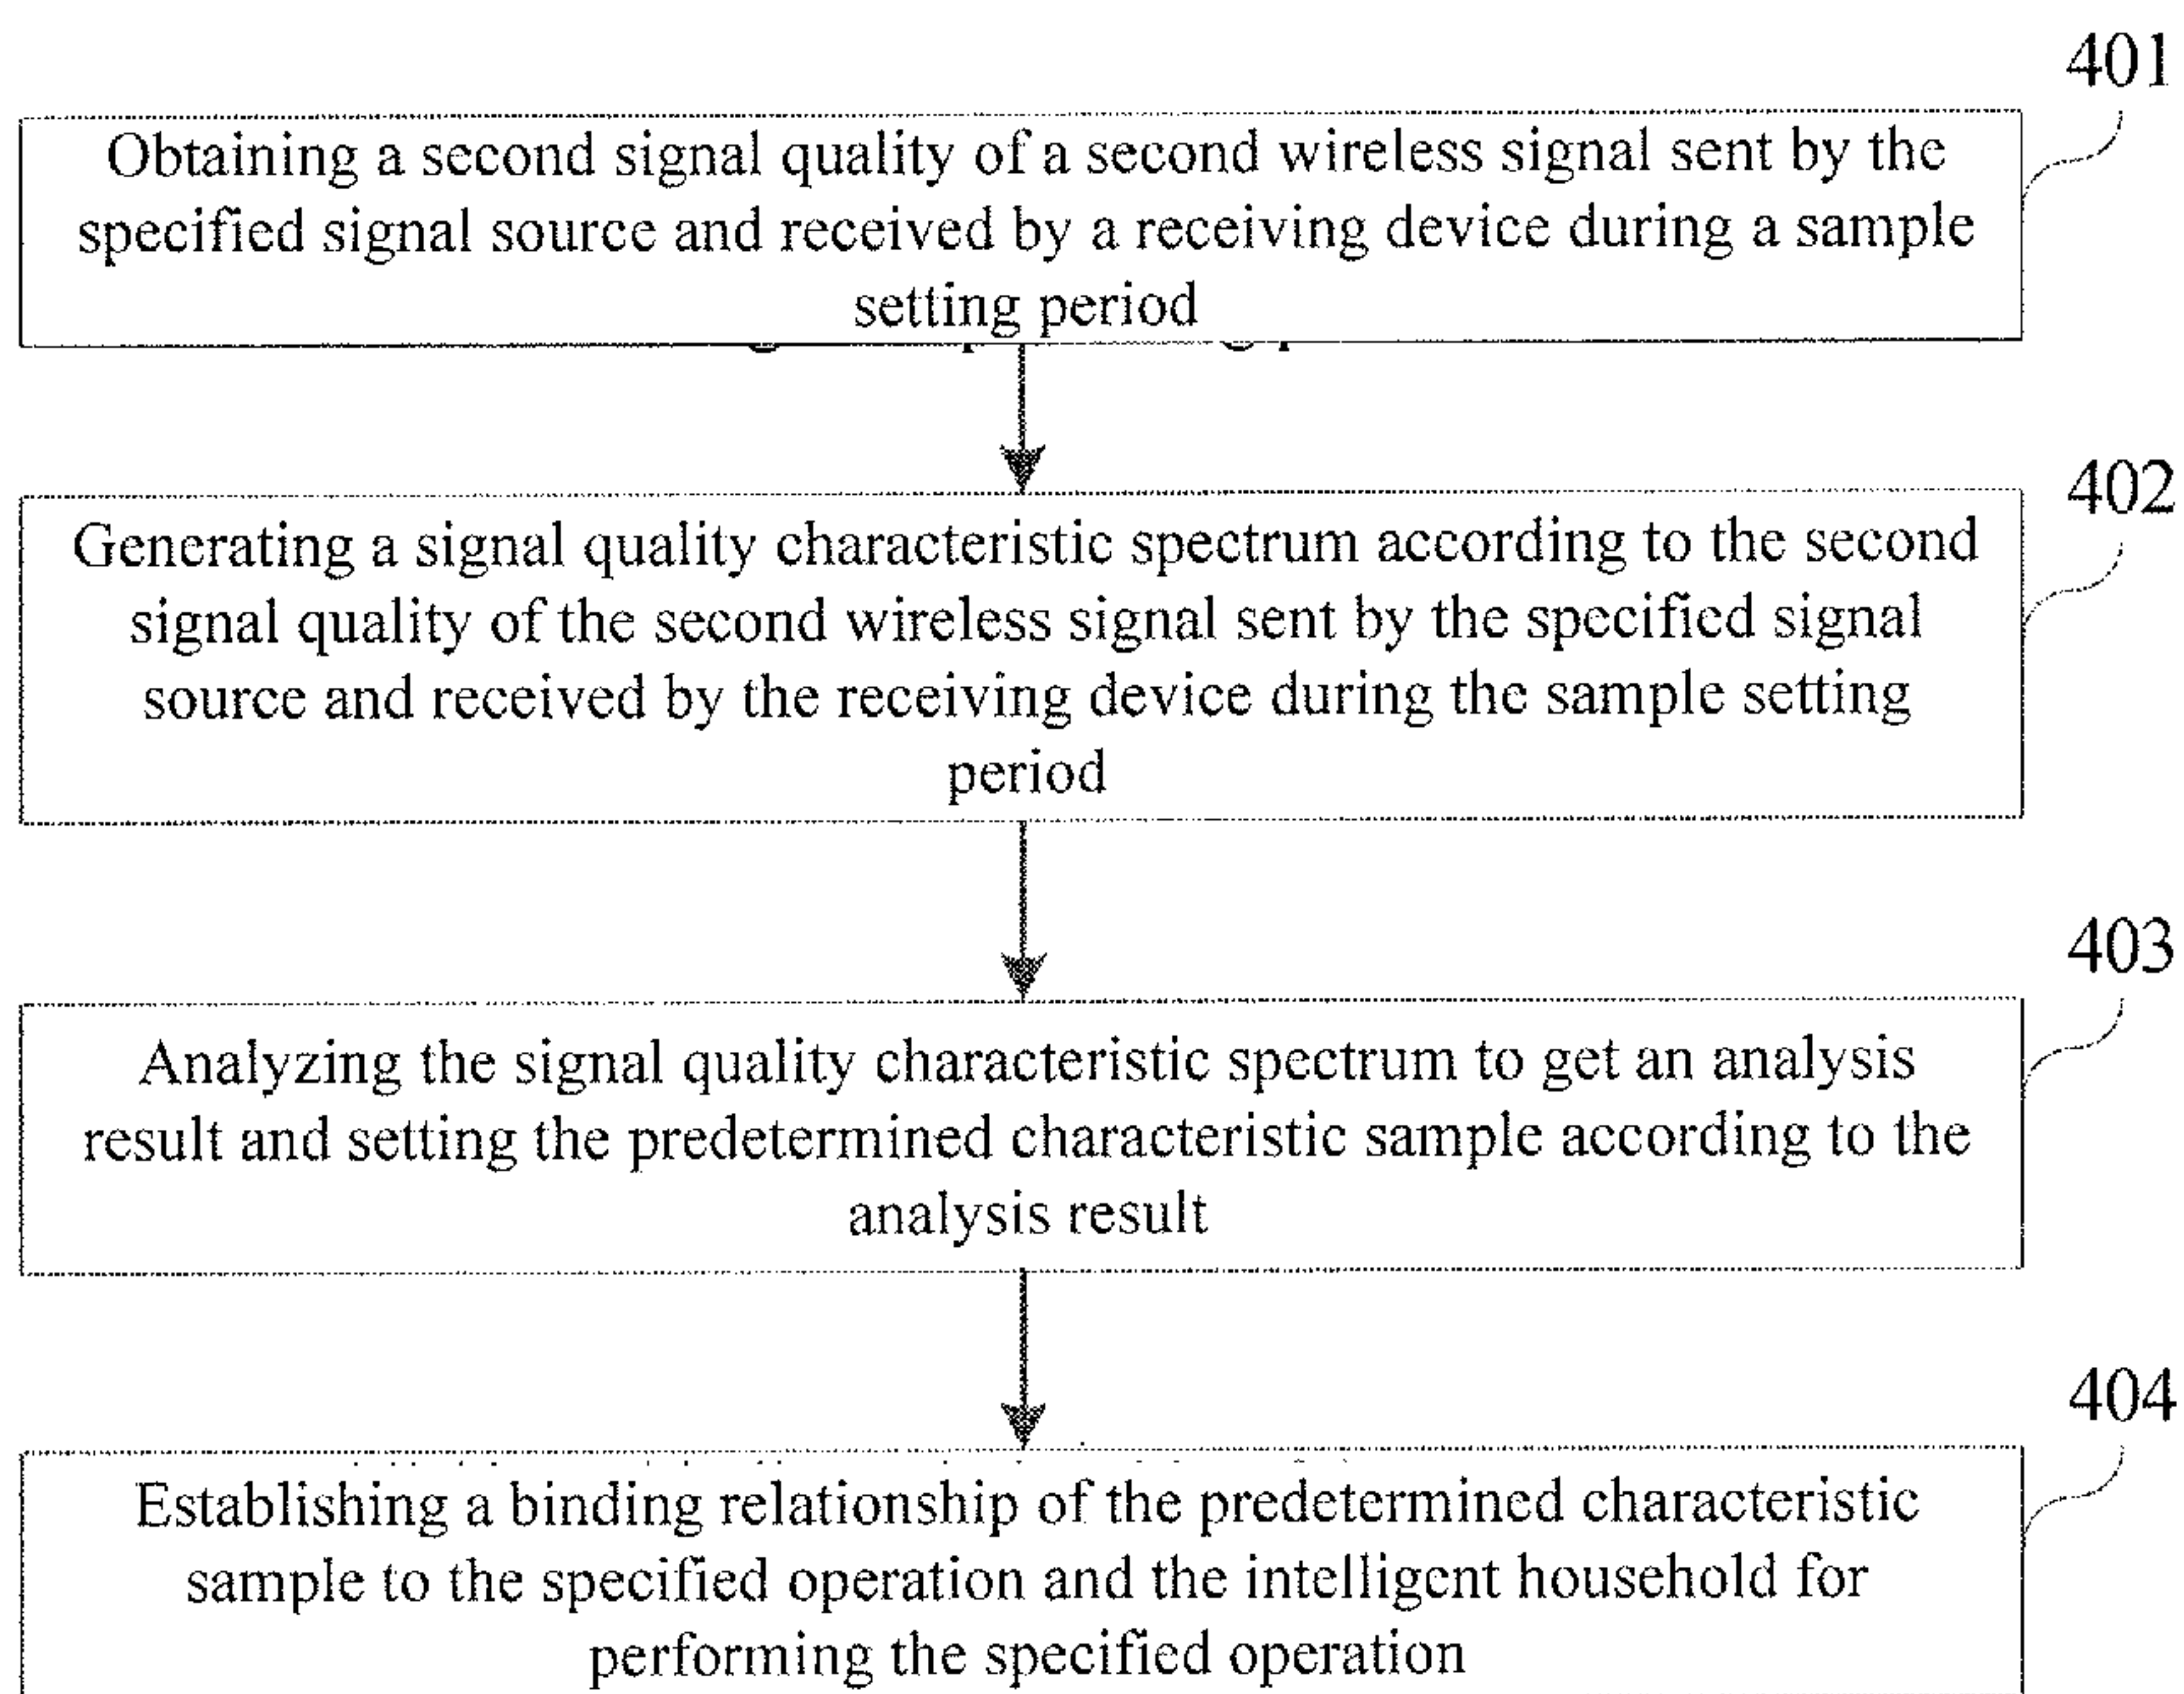 401
Obtaining a second signal quality of a second wireless signal sent by the
specified signal source and received by a receiving device during a sample
setting period
402
Generating a signal quality characteristic spectrum according to the second
signal quality of the second wireless signal sent by the specified signal
source and received by the receiving device during the sample setting
period
403
Analyzing the signal quality characteristic spectrum to get an analysis
result and setting the predetermined characteristic sample according to the
analysis result
404
Establishing a binding relationship of the predetermined characteristic
sample to the specified operation and the intelligent household for
performing the specified operation